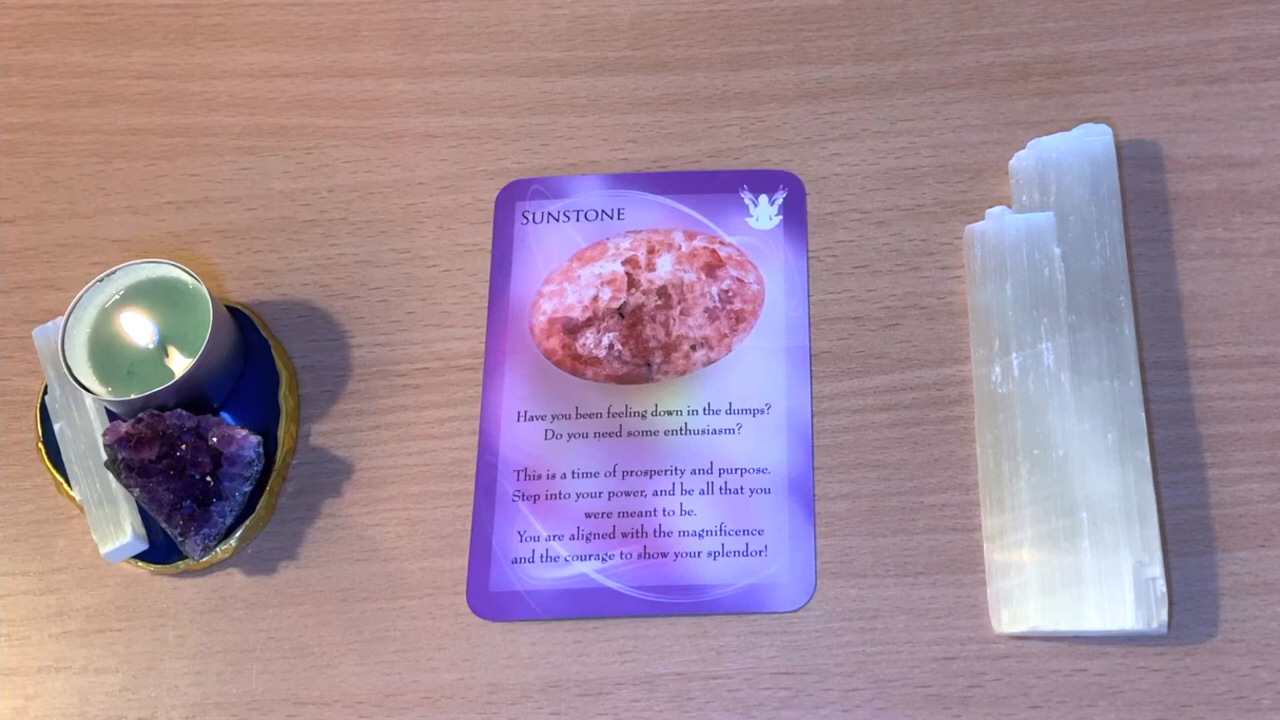 SUNSTONE
Have you been feeling down in the dumps?
Do you need some enthusiasm?
This is a time of prosperity and purpose.
Step into your power, and be all that you
were meant to be.
You are aligned with the magnificence
and the courage to show your splendor!